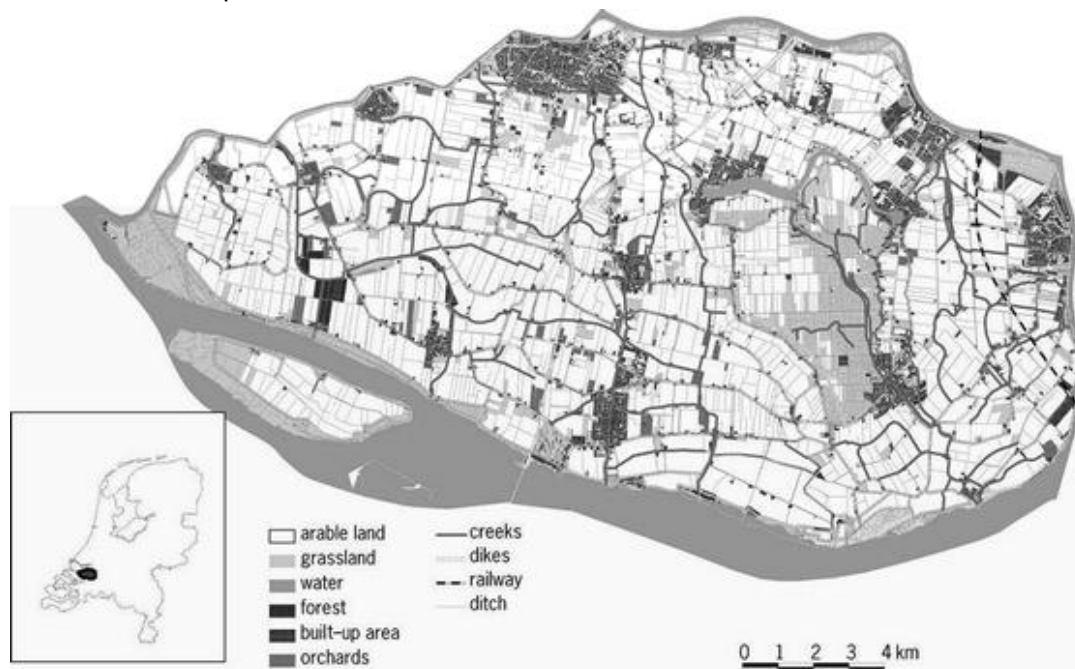 arable land
grassland
water
forest
built-up area
orchards
creeks
dikes
railway
ditch
0 1 2 3 4 km